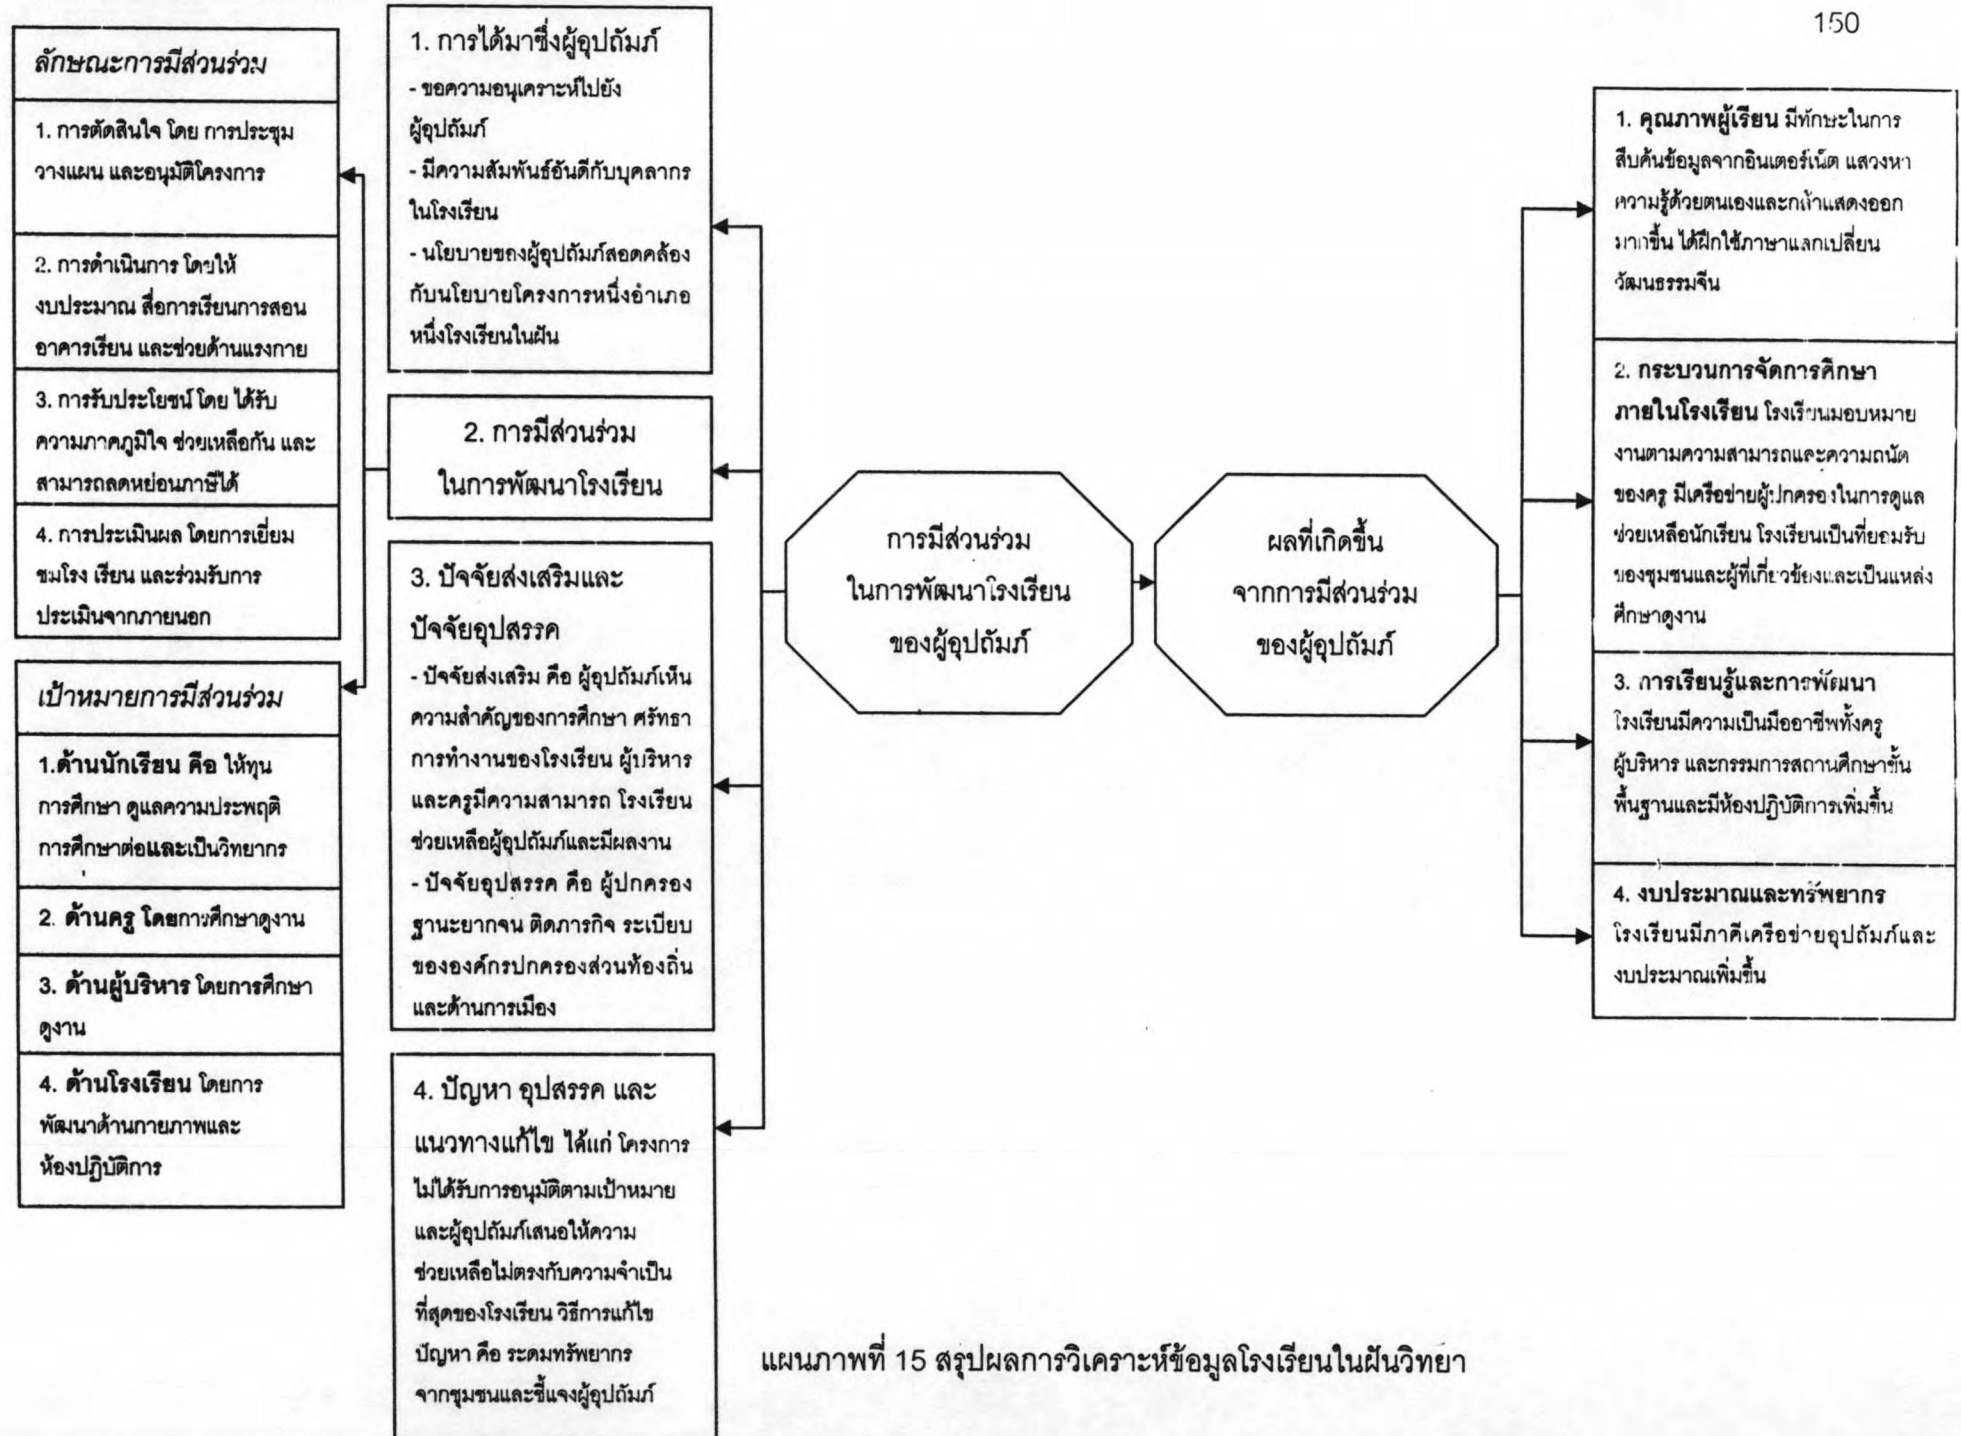 150
ลักษณะการมีส่วนร่วม
1. การตัดสินใจ โดย การประชุม
วางแผน และอนุมัติโครงการ
2. การดำเนินการ โดยให้
งบประมาณ สื่อการเรียนการสอน
อาคารเรียน และช่วยด้านแรงกาย
3. การรับประโยชน์ โดย ได้รับ
ความภาคภูมิใจ ช่วยเหลือกัน และ
สามารถลดหย่อนภาษีได้
4. การประเมินผล โดยการเยี่ยม
ชมโรง เรียน และร่วมรับการ
ประเมินจากภายนอก
เป้าหมายการมีส่วนร่วม
1.ด้านนักเรียน คือ ให้ทุน
การศึกษา ดูแลความประพฤติ
การศึกษาต่อและเป็นวิทยากร
2. ด้านครู โดยการศึกษาดูงาน
3. ด้านผู้บริหาร โดยการศึกษา
ดูงาน
4. ด้านโรงเรียน โดยการ
พัฒนาด้านกายภาพและ
ห้องปฏิบัติการ
1. การได้มาซึ่งผู้อุปถัมภ์
- ขอความอนุเคราะห์ไปยัง
ผู้อุปถัมภ์
- มีความสัมพันธ์อันดีกับบุคลากร
ในโรงเรียน
- นโยบายของผู้อุปถัมภ์สอดคล้อง
กับนโยบายโครงการหนึ่งอำเภอ
หนึ่งโรงเรียนในฝัน
2. การมีส่วนร่วม
ในการพัฒนาโรงเรียน
3. ปัจจัยส่งเสริมและ
ปัจจัยอุปสรรค
- ปัจจัยส่งเสริม คือ ผู้อุปถัมภ์เห็น
ความสำคัญของการศึกษา ศรัทธา
การทำงานของโรงเรียน ผู้บริหาร
และครูมีความสามารถ โรงเรียน
ช่วยเหลือผู้อุปถัมภ์และมีผลงาน
- ปัจจัยอุปสรรค คือ ผู้ปกครอง
ฐานะยากจน ติดภารกิจ ระเบียบ
ขององค์กรปกครองส่วนท้องถิ่น
และด้านการเมือง
4. ปัญหา อุปสรรค และ
แนวทางแก้ไข ได้แก่ โครงการ
ไม่ได้รับการอนุมัติตามเป้าหมาย
และผู้อุปถัมภ์เสนอให้ความ
ช่วยเหลือไม่ตรงกับความจำเป็น
ที่สุดของโรงเรียน วิธีการแก้ไข
ปัญหา คือ ระดมทรัพยากร
จากชุมชนและชี้แจงผู้อุปถัมภ์
การมีส่วนร่วม
ในการพัฒนาโรงเรียน
ของผู้อุปถัมภ์
ผลที่เกิดขึ้น
จากการมีส่วนร่วม
ของผู้อุปถัมภ์
1. คุณภาพผู้เรียน มีทักษะในการ
สืบค้นข้อมูลจากอินเตอร์เน็ต แสวงหา
ความรู้ด้วยตนเองและกล้าแสดงออก
มากขึ้น ได้ฝึกใช้ภาษาแลกเปลี่ยน
วัฒนธรรมจีน
2. กระบวนการจัดการศึกษา
ภายในโรงเรียน โรงเรียนมอบหมาย
งานตามความสามารถและความถนัด
ของครู มีเครือข่ายผู้ปกครองในการดูแล
ช่วยเหลือนักเรียน โรงเรียนเป็นที่ยอมรับ
ของชุมชนและผู้ที่เกี่ยวข้องและเป็นแหล่ง
ศึกษาดูงาน
3. การเรียนรู้และการพัฒนา
โรงเรียนมีความเป็นมืออาชีพทั้งครู
ผู้บริหาร และกรรมการสถานศึกษาขั้น
พื้นฐานและมีห้องปฏิบัติการเพิ่มขึ้น
4. งบประมาณและทรัพยากร
โรงเรียนมีภาคีเครือข่ายอุปถัมภ์และ
งบประมาณเพิ่มขึ้น
แผนภาพที่ 15 สรุปผลการวิเคราะห์ข้อมูลโรงเรียนในฝันวิทยา